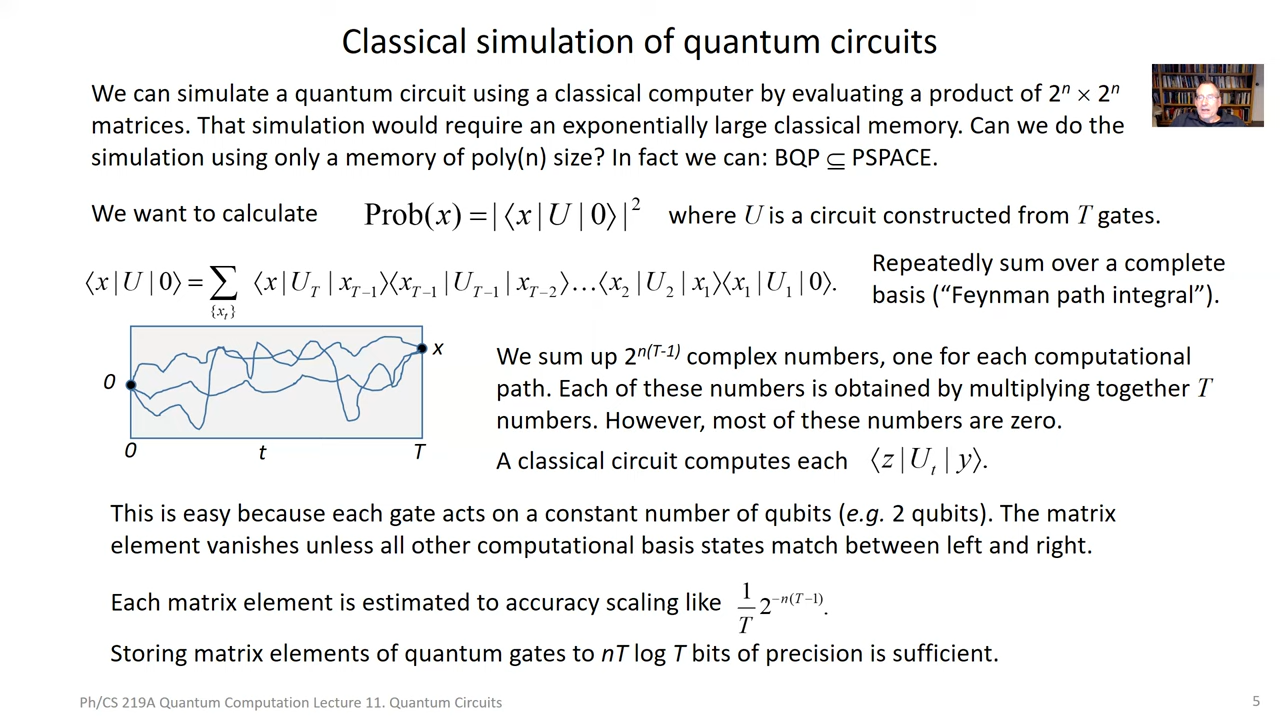 Classical simulation of quantum circuits
We can simulate a quantum circuit using a classical computer by evaluating a product of 2ⁿ × 2ⁿ
matrices. That simulation would require an exponentially large classical memory. Can we do the
simulation using only a memory of poly(n) size? In fact we can: BQP ⊆ PSPACE.
We want to calculate Prob(x) = |⟨x | U | 0⟩|² where U is a circuit constructed from T gates.
⟨x | U | 0⟩ = ∑_{x_t} ⟨x | U_T | x_{T−1}⟩⟨x_{T−1} | U_{T−1} | x_{T−2}⟩…⟨x_2 | U_2 | x_1⟩⟨x_1 | U_1 | 0⟩.
Repeatedly sum over a complete
basis (“Feynman path integral”).
0
x
0 t T
We sum up 2^{n(T-1)} complex numbers, one for each computational
path. Each of these numbers is obtained by multiplying together T
numbers. However, most of these numbers are zero.
A classical circuit computes each ⟨z | U_t | y⟩.
This is easy because each gate acts on a constant number of qubits (e.g. 2 qubits). The matrix
element vanishes unless all other computational basis states match between left and right.
Each matrix element is estimated to accuracy scaling like 1/T 2^{−n(T−1)}.
Storing matrix elements of quantum gates to nT log T bits of precision is sufficient.
Ph/CS 219A Quantum Computation Lecture 11. Quantum Circuits
5